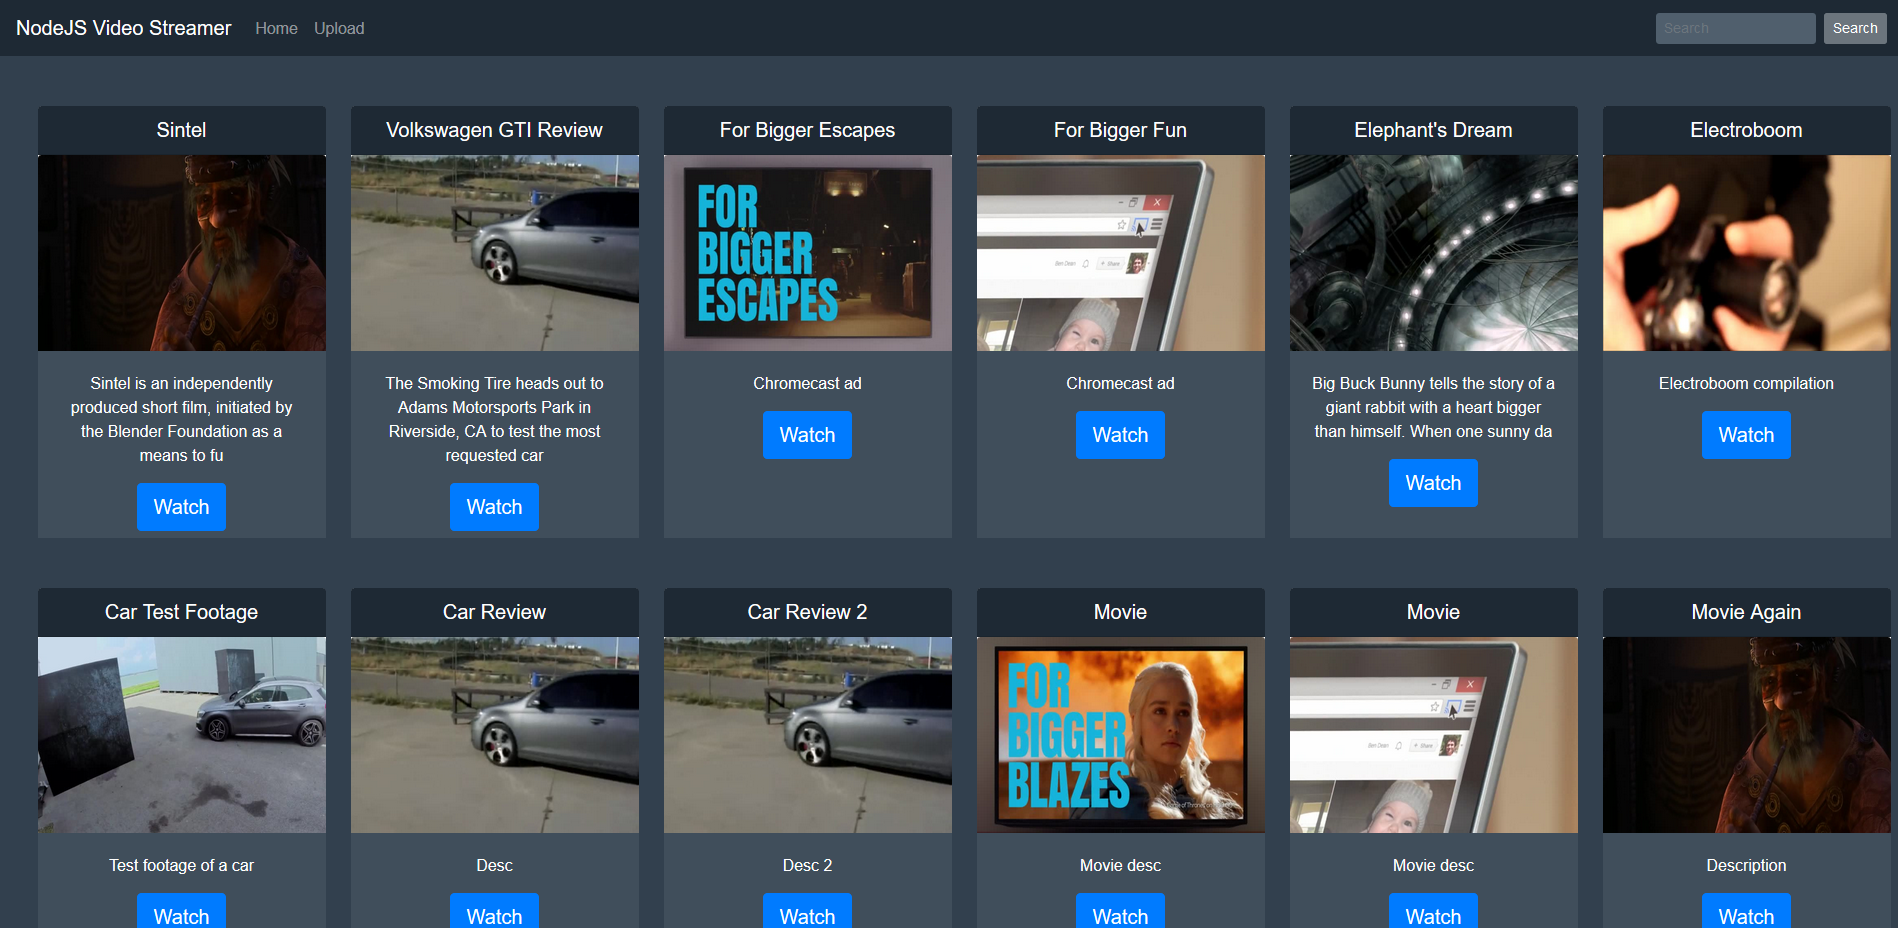 NodeJS Video Streamer Home Upload Search Search
Sintel
Volkswagen GTI Review
For Bigger Escapes
For Bigger Fun
Elephant's Dream
Electroboom
FOR
BIGGER
ESCAPES
Ben Dean + Share
Sintel is an independently
produced short film, initiated by
the Blender Foundation as a
means to fu
Watch
The Smoking Tire heads out to
Adams Motorsports Park in
Riverside, CA to test the most
requested car
Watch
Chromecast ad
Watch
Chromecast ad
Watch
Big Buck Bunny tells the story of a
giant rabbit with a heart bigger
than himself. When one sunny da
Watch
Electroboom compilation
Watch
Car Test Footage
Car Review
Car Review 2
Movie
Movie
Movie Again
FOR
BIGGER
BLAZES
Ben Dean + Share
Test footage of a car
Watch
Desc
Watch
Desc 2
Watch
Movie desc
Watch
Movie desc
Watch
Description
Watch